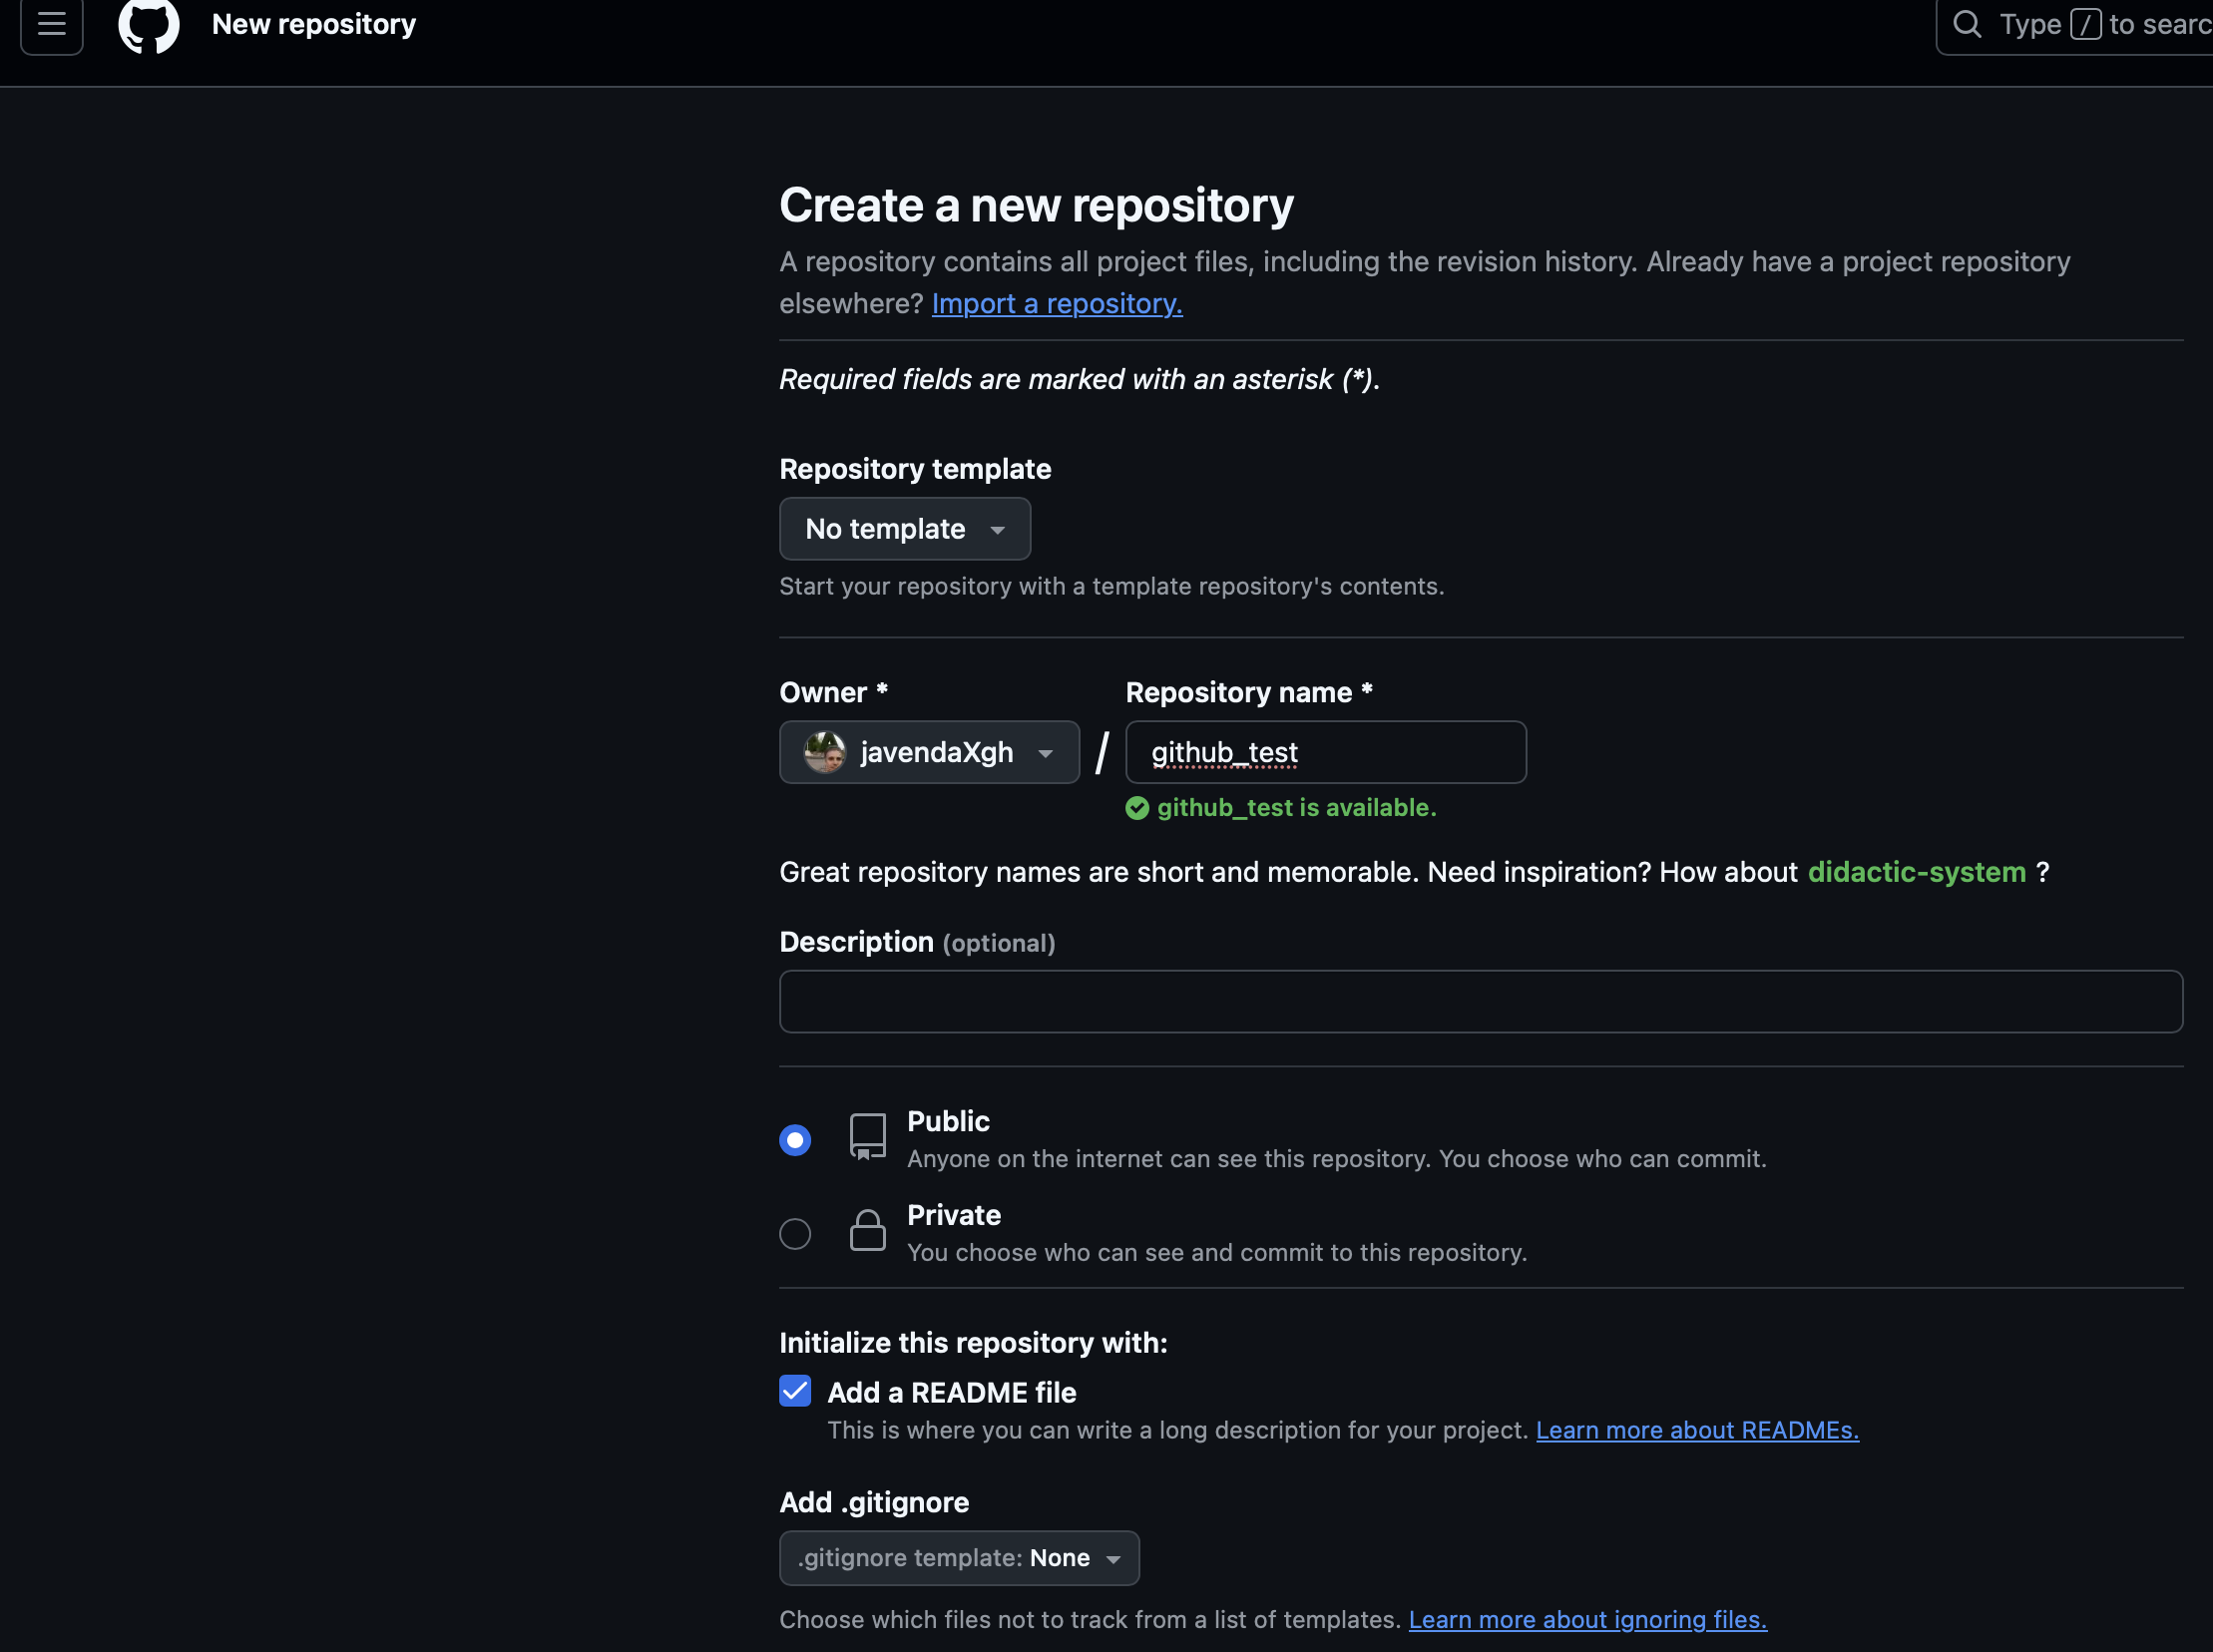 New repository
Type / to searc
Create a new repository
A repository contains all project files, including the revision history. Already have a project repository
elsewhere? Import a repository.
Required fields are marked with an asterisk (*).
Repository template
No template
Start your repository with a template repository's contents.
Owner * Repository name *
javendaXgh / github_test
github_test is available.
Great repository names are short and memorable. Need inspiration? How about didactic-system ?
Description (optional)
Public
Anyone on the internet can see this repository. You choose who can commit.
Private
You choose who can see and commit to this repository.
Initialize this repository with:
Add a README file
This is where you can write a long description for your project. Learn more about READMEs.
Add .gitignore
.gitignore template: None
Choose which files not to track from a list of templates. Learn more about ignoring files.